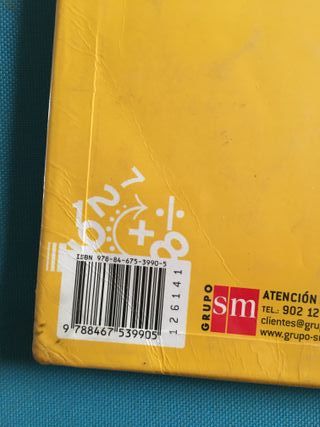 ISBN 978-84-675-3990-5
9 788467 539905
126141
GRUPO
sm
ATENCIÓN
TEL.: 902 12
clientes@gru
www.grupo-sm